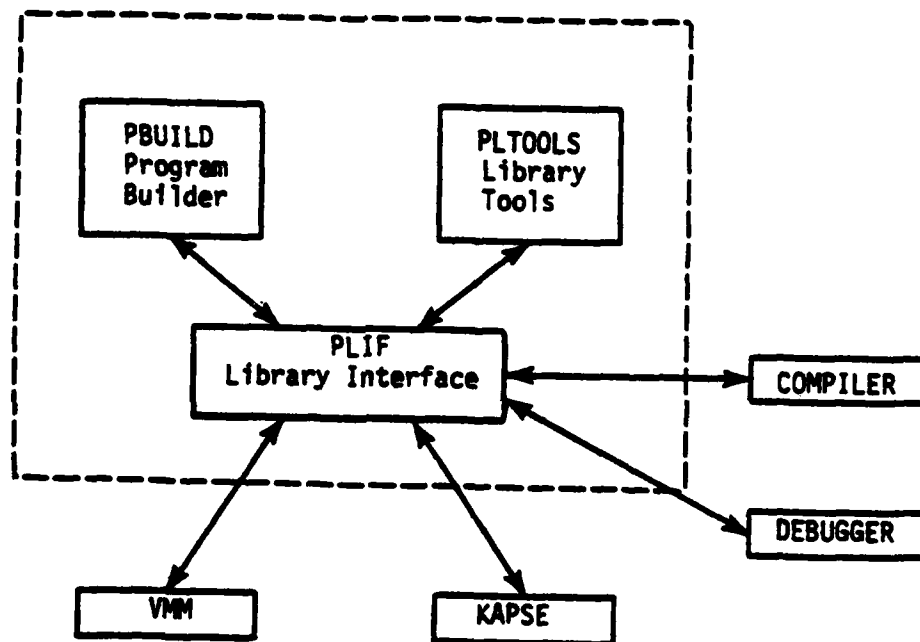 PBUILD
Program
Builder
PLTOOLS
Library
Tools
PLIF
Library Interface
COMPILER
DEBUGGER
VMM
KAPSE